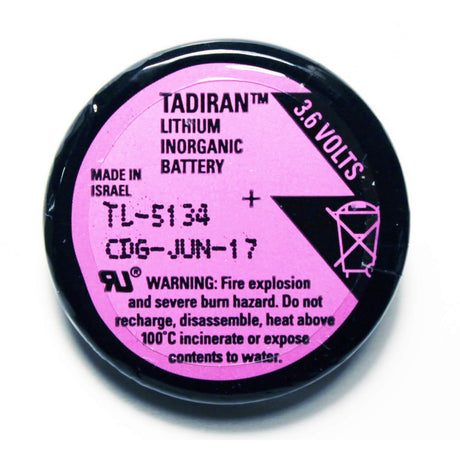 TADIRAN™
LITHIUM
INORGANIC
BATTERY
3.6 VOLTS
MADE IN
ISRAEL
+
TL-5134
CDG-JUN-17
RU® WARNING: Fire explosion
and severe burn hazard. Do not
recharge, disassemble, heat above
100°C incinerate or expose
contents to water.